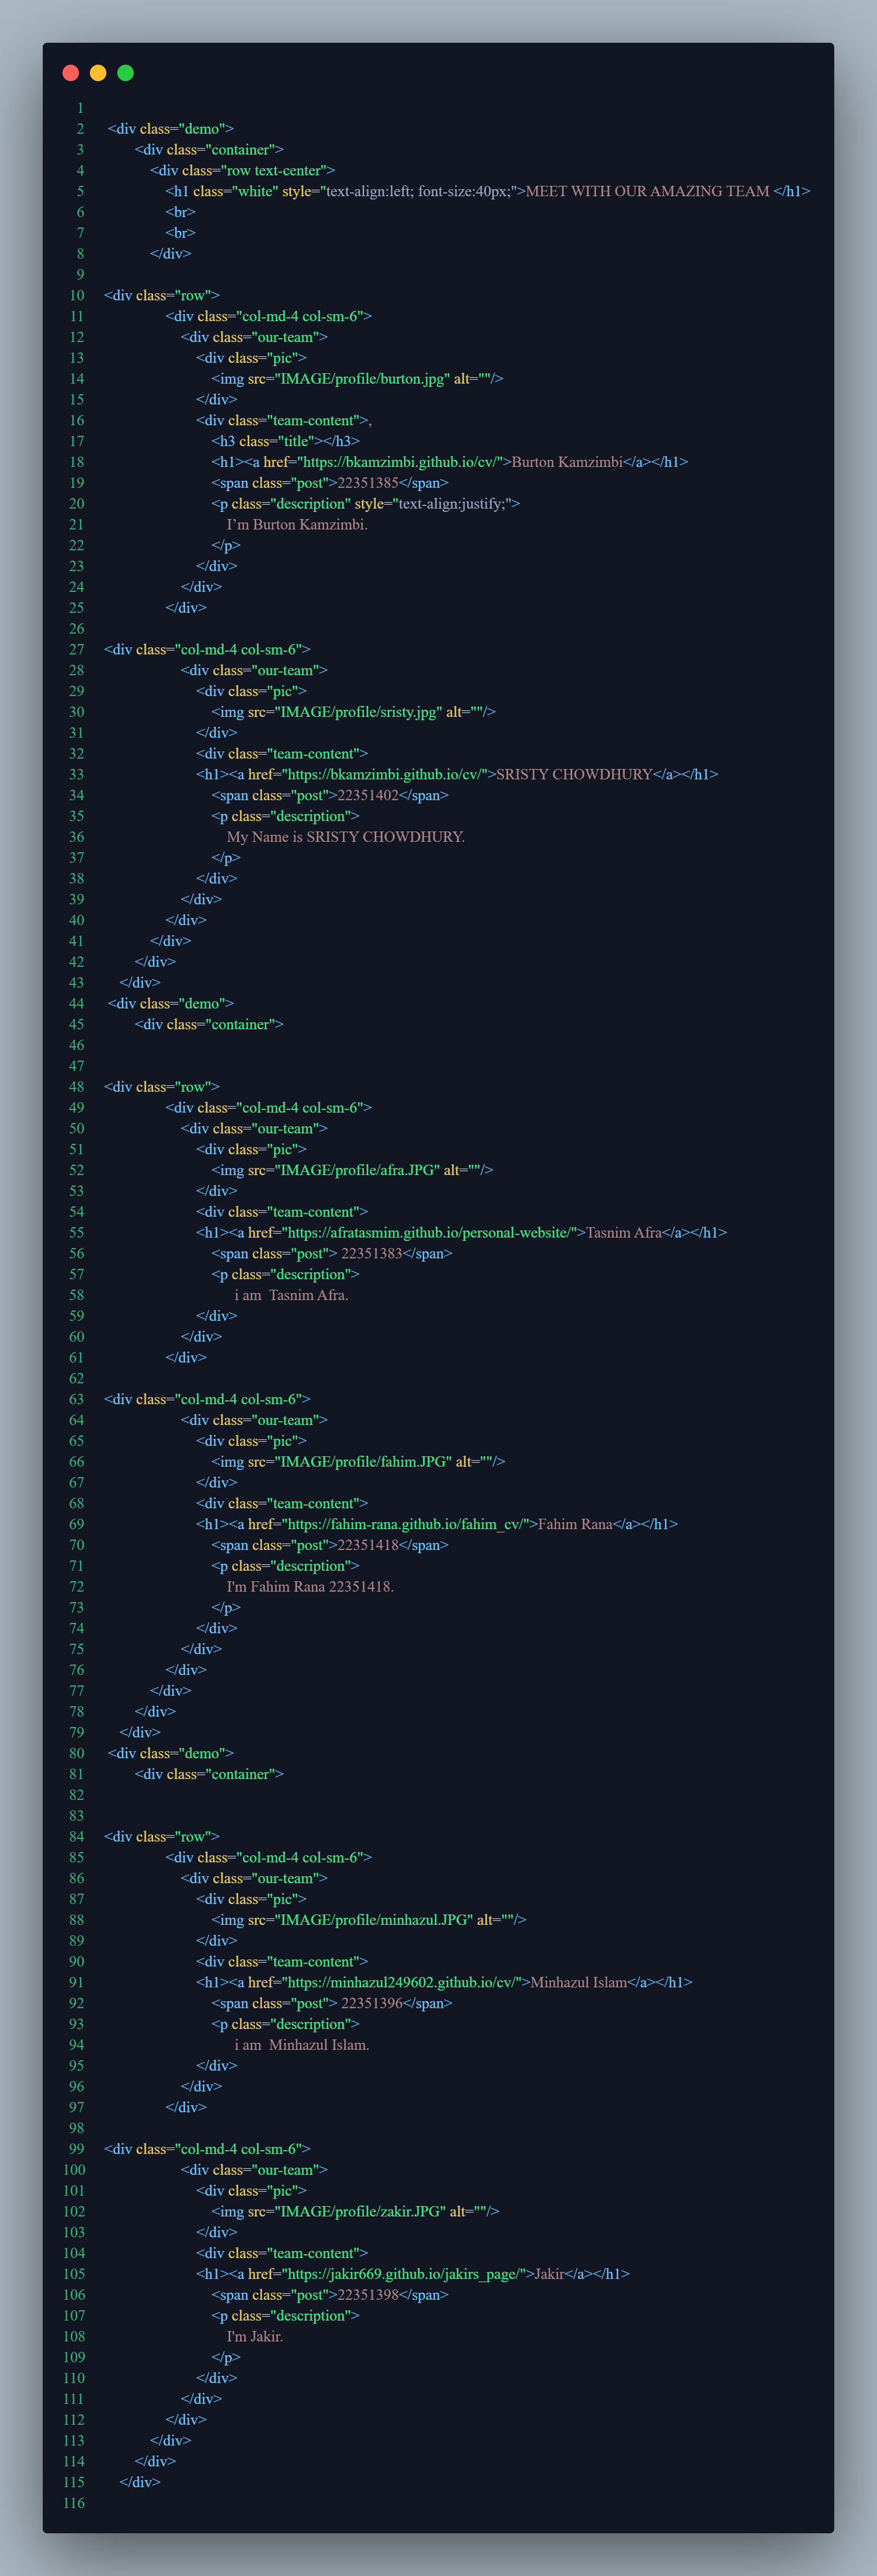 1
2 <div class="demo">
3 <div class="container">
4 <div class="row text-center">
5 <h1 class="white" style="text-align:left; font-size:40px;">MEET WITH OUR AMAZING TEAM </h1>
6 <br>
7 <br>
8 </div>
9
10 <div class="row">
11 <div class="col-md-4 col-sm-6">
12 <div class="our-team">
13 <div class="pic">
14 <img src="IMAGE/profile/burton.jpg" alt=""/>
15 </div>
16 <div class="team-content">,
17 <h3 class="title"></h3>
18 <h1><a href="https://bkamzimbi.github.io/cv/">Burton Kamzimbi</a></h1>
19 <span class="post">22351385</span>
20 <p class="description" style="text-align:justify;">
21 I’m Burton Kamzimbi.
22 </p>
23 </div>
24 </div>
25 </div>
26
27 <div class="col-md-4 col-sm-6">
28 <div class="our-team">
29 <div class="pic">
30 <img src="IMAGE/profile/sristy.jpg" alt=""/>
31 </div>
32 <div class="team-content">
33 <h1><a href="https://bkamzimbi.github.io/cv/">SRISTY CHOWDHURY</a></h1>
34 <span class="post">22351402</span>
35 <p class="description">
36 My Name is SRISTY CHOWDHURY.
37 </p>
38 </div>
39 </div>
40 </div>
41 </div>
42 </div>
43 </div>
44 <div class="demo">
45 <div class="container">
46
47
48 <div class="row">
49 <div class="col-md-4 col-sm-6">
50 <div class="our-team">
51 <div class="pic">
52 <img src="IMAGE/profile/afra.JPG" alt=""/>
53 </div>
54 <div class="team-content">
55 <h1><a href="https://afratasmim.github.io/personal-website/">Tasnim Afra</a></h1>
56 <span class="post"> 22351383</span>
57 <p class="description">
58 i am  Tasnim Afra.
59 </div>
60 </div>
61 </div>
62
63 <div class="col-md-4 col-sm-6">
64 <div class="our-team">
65 <div class="pic">
66 <img src="IMAGE/profile/fahim.JPG" alt=""/>
67 </div>
68 <div class="team-content">
69 <h1><a href="https://fahim-rana.github.io/fahim_cv/">Fahim Rana</a></h1>
70 <span class="post">22351418</span>
71 <p class="description">
72 I'm Fahim Rana 22351418.
73 </p>
74 </div>
75 </div>
76 </div>
77 </div>
78 </div>
79 </div>
80 <div class="demo">
81 <div class="container">
82
83
84 <div class="row">
85 <div class="col-md-4 col-sm-6">
86 <div class="our-team">
87 <div class="pic">
88 <img src="IMAGE/profile/minhazul.JPG" alt=""/>
89 </div>
90 <div class="team-content">
91 <h1><a href="https://minhazul249602.github.io/cv/">Minhazul Islam</a></h1>
92 <span class="post"> 22351396</span>
93 <p class="description">
94 i am  Minhazul Islam.
95 </div>
96 </div>
97 </div>
98
99 <div class="col-md-4 col-sm-6">
100 <div class="our-team">
101 <div class="pic">
102 <img src="IMAGE/profile/zakir.JPG" alt=""/>
103 </div>
104 <div class="team-content">
105 <h1><a href="https://jakir669.github.io/jakirs_page/">Jakir</a></h1>
106 <span class="post">22351398</span>
107 <p class="description">
108 I'm Jakir.
109 </p>
110 </div>
111 </div>
112 </div>
113 </div>
114 </div>
115 </div>
116